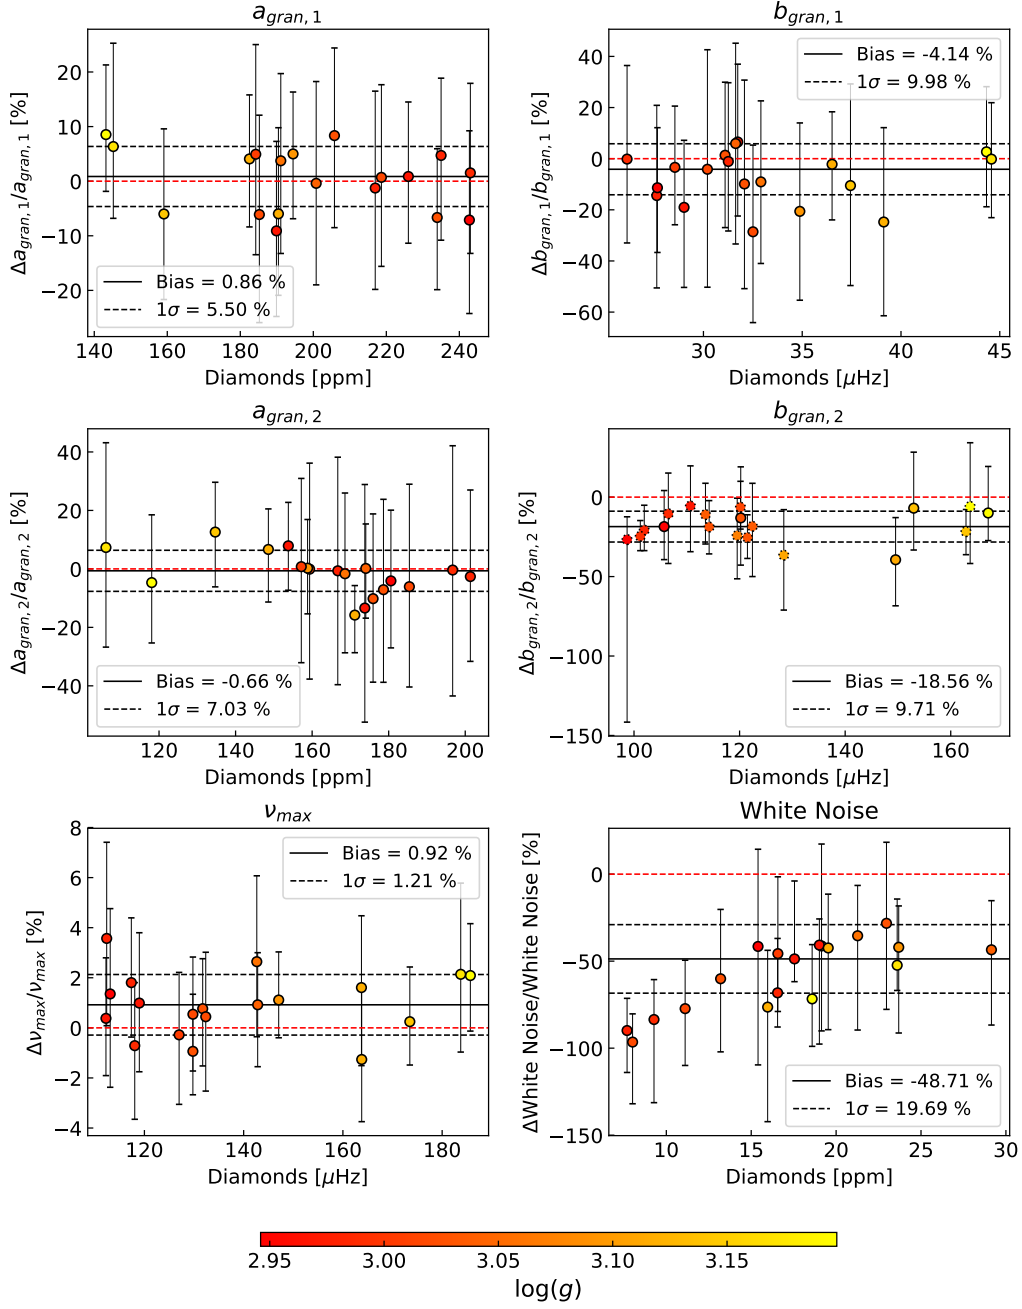 a_gran, 1
20
10
0
−10
−20
Δa_gran, 1/a_gran, 1 [%]
Bias = 0.86 %
1σ = 5.50 %
140 160 180 200 220 240
Diamonds [ppm]
b_gran, 1
40
20
0
−20
−40
−60
Δb_gran, 1/b_gran, 1 [%]
Bias = -4.14 %
1σ = 9.98 %
30 35 40 45
Diamonds [μHz]
a_gran, 2
40
20
0
−20
−40
Δa_gran, 2/a_gran, 2 [%]
Bias = -0.66 %
1σ = 7.03 %
120 140 160 180 200
Diamonds [ppm]
b_gran, 2
0
−50
−100
−150
Δb_gran, 2/b_gran, 2 [%]
Bias = -18.56 %
1σ = 9.71 %
100 120 140 160
Diamonds [μHz]
ν_max
8
6
4
2
0
−2
−4
Δν_max/ν_max [%]
Bias = 0.92 %
1σ = 1.21 %
120 140 160 180
Diamonds [μHz]
White Noise
0
−50
−100
−150
ΔWhite Noise/White Noise [%]
Bias = -48.71 %
1σ = 19.69 %
10 15 20 25 30
Diamonds [ppm]
2.95 3.00 3.05 3.10 3.15
log(g)